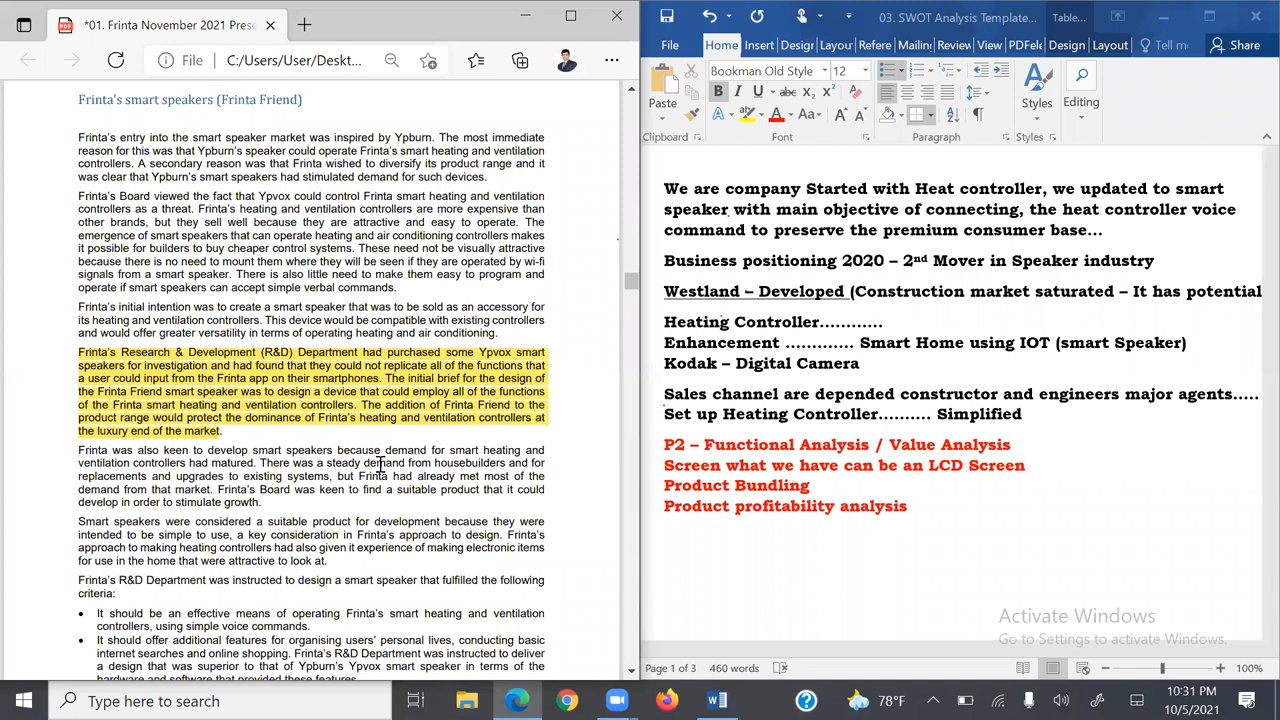 *01. Frinta November 2021 Prese
File
C:/Users/User/Deskt...
Frinta's smart speakers (Frinta Friend)
Frinta's entry into the smart speaker market was inspired by Ypburn. The most immediate
reason for this was that Ypburn's speaker could operate Frinta's smart heating and ventilation
controllers. A secondary reason was that Frinta wished to diversify its product range and it
was clear that Ypburn's smart speakers had stimulated demand for such devices.
Frinta's Board viewed the fact that Ypvox could control Frinta smart heating and ventilation
controllers as a threat. Frinta's heating and ventilation controllers are more expensive than
other brands, but they sell well because they are attractive and easy to operate. The
emergence of smart speakers that can operate heating and air conditioning controllers makes
it possible for builders to buy cheaper control systems. These need not be visually attractive
because there is no need to mount them where they will be seen if they are operated by wi-fi
signals from a smart speaker. There is also little need to make them easy to program and
operate if smart speakers can accept simple verbal commands.
Frinta's initial intention was to create a smart speaker that was to be sold as an accessory for
its heating and ventilation controllers. This device would be compatible with existing controllers
and would offer greater versatility in terms of operating heating and air conditioning.
Frinta's Research & Development (R&D) Department had purchased some Ypvox smart
speakers for investigation and had found that they could not replicate all of the functions that
a user could input from the Frinta app on their smartphones. The initial brief for the design of
the Frinta Friend smart speaker was to design a device that could employ all of the functions
of the Frinta smart heating and ventilation controllers. The addition of Frinta Friend to the
product range would protect the dominance of Frinta's heating and ventilation controllers at
the luxury end of the market.
Frinta was also keen to develop smart speakers because demand for smart heating and
ventilation controllers had matured. There was a steady demand from housebuilders and for
replacements and upgrades to existing systems, but Frinta had already met most of the
demand from that market. Frinta's Board was keen to find a suitable product that it could
develop in order to stimulate growth.
Smart speakers were considered a suitable product for development because they were
intended to be simple to use, a key consideration in Frinta's approach to design. Frinta's
approach to making heating controllers had also given it experience of making electronic items
for use in the home that were attractive to look at.
Frinta's R&D Department was instructed to design a smart speaker that fulfilled the following
criteria:
• It should be an effective means of operating Frinta's smart heating and ventilation
controllers, using simple voice commands.
• It should offer additional features for organising users' personal lives, conducting basic
internet searches and online shopping. Frinta's R&D Department was instructed to deliver
a design that was superior to that of Ypburn's Ypvox smart speaker in terms of the
hardware and software that provided these features.
03. SWOT Analysis Template...
Table...
File Home Insert Desigr Layou Refere Mailin Review View PDFele Design Layout Tell me Share
Bookman Old Style 12
Paste
Styles
Editing
Clipboard Font Paragraph Styles
We are company Started with Heat controller, we updated to smart
speaker with main objective of connecting, the heat controller voice
command to preserve the premium consumer base...
Business positioning 2020 – 2nd Mover in Speaker industry
Westland – Developed (Construction market saturated – It has potential
Heating Controller............
Enhancement ............. Smart Home using IOT (smart Speaker)
Kodak – Digital Camera
Sales channel are depended constructor and engineers major agents.....
Set up Heating Controller.......... Simplified
P2 – Functional Analysis / Value Analysis
Screen what we have can be an LCD Screen
Product Bundling
Product profitability analysis
Activate Windows
Go to Settings to activate Windows.
Page 1 of 3 460 words
100%
Type here to search
78°F
10:31 PM
10/5/2021